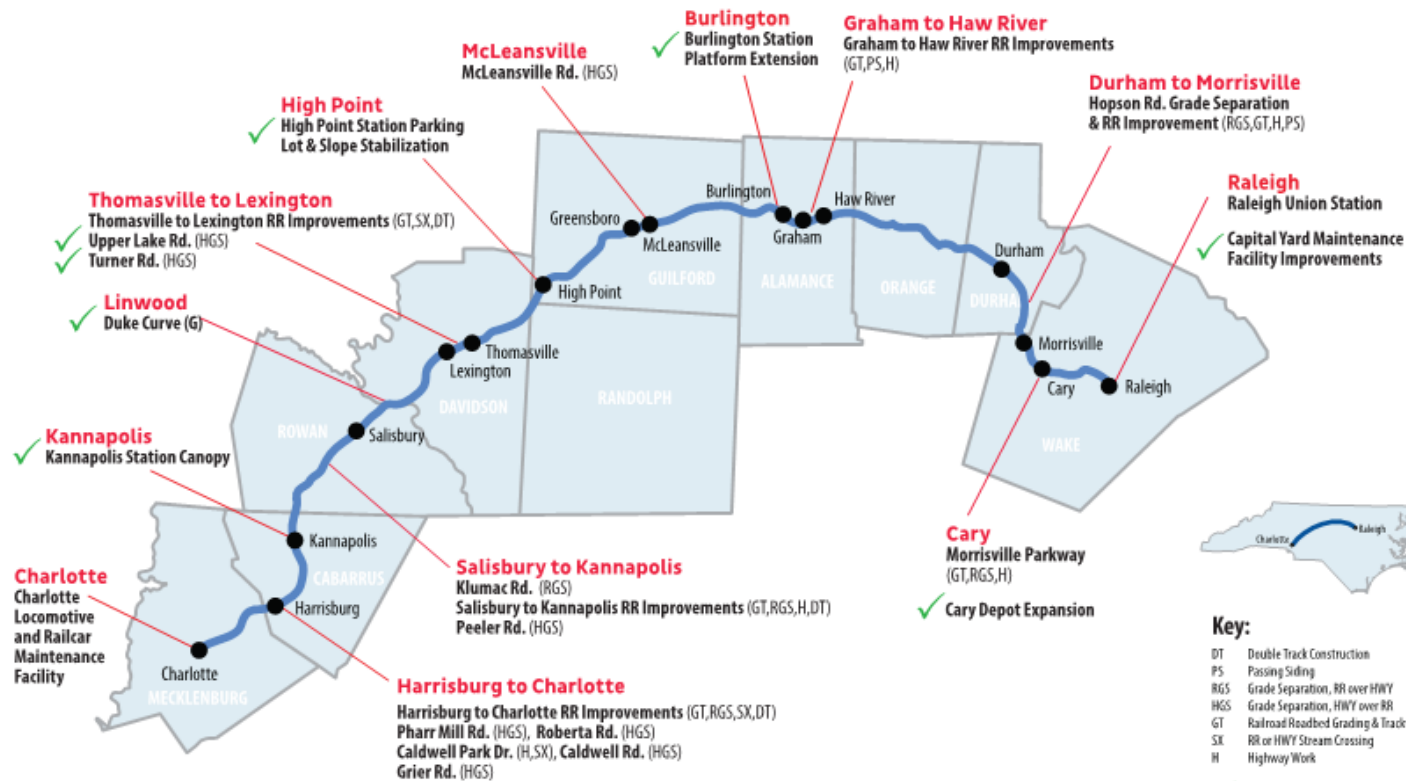 Burlington
Burlington Station
Platform Extension
Graham to Haw River
Graham to Haw River RR Improvements
(GT,PS,H)
McLeansville
McLeansville Rd. (HGS)
Durham to Morrisville
Hopson Rd. Grade Separation
& RR Improvement (RGS,GT,H,PS)
High Point
High Point Station Parking
Lot & Slope Stabilization
Raleigh
Raleigh Union Station
Capital Yard Maintenance
Facility Improvements
Thomasville to Lexington
Thomasville to Lexington RR Improvements (GT,SX,DT)
Upper Lake Rd. (HGS)
Turner Rd. (HGS)
Linwood
Duke Curve (G)
Kannapolis
Kannapolis Station Canopy
Charlotte
Charlotte
Locomotive
and Railcar
Maintenance
Facility
Burlington
Haw River
Greensboro
McLeansville
Graham
Durham
GUILFORD
ALAMANCE
ORANGE
DURHAM
High Point
Morrisville
Thomasville
Lexington
Cary
Raleigh
DAVIDSON
RANDOLPH
ROWAN
Salisbury
WAKE
Kannapolis
CABARRUS
Harrisburg
Charlotte
MECKLENBURG
Salisbury to Kannapolis
Klumac Rd. (RGS)
Salisbury to Kannapolis RR Improvements (GT,RGS,H,DT)
Peeler Rd. (HGS)
Harrisburg to Charlotte
Harrisburg to Charlotte RR Improvements (GT,RGS,SX,DT)
Pharr Mill Rd. (HGS), Roberta Rd. (HGS)
Caldwell Park Dr. (H,SX), Caldwell Rd. (HGS)
Grier Rd. (HGS)
Cary
Morrisville Parkway
(GT,RGS,H)
Cary Depot Expansion
Charlotte
Raleigh
Key:
DT Double Track Construction
PS Passing Siding
RGS Grade Separation, RR over HWY
HGS Grade Separation, HWY over RR
GT Railroad Roadbed Grading & Track
SX RR or HWY Stream Crossing
H Highway Work